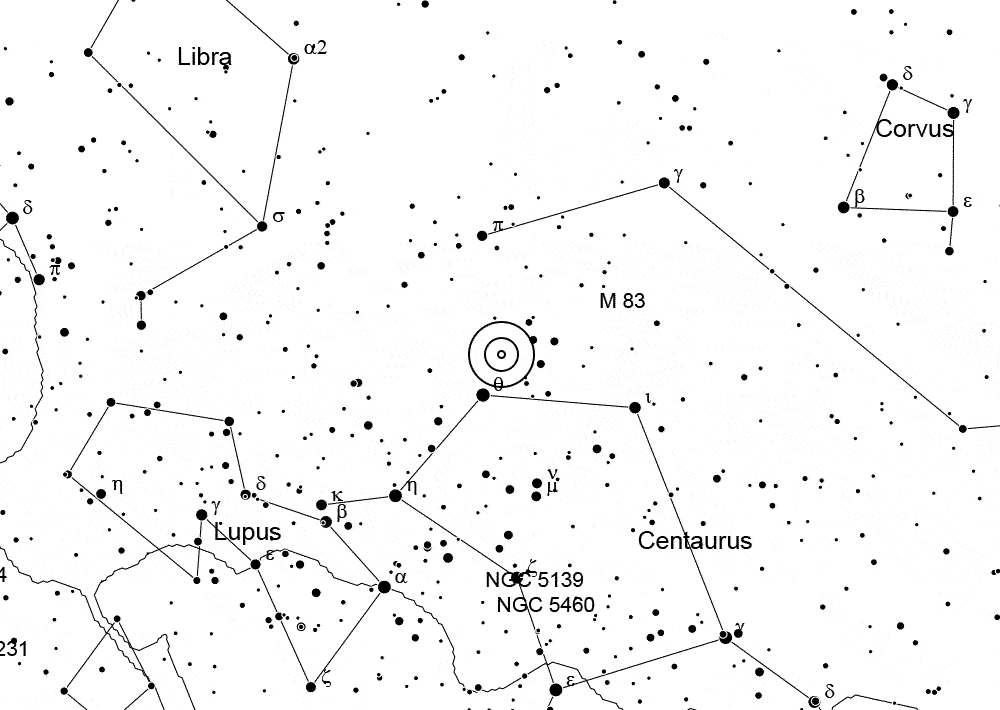 Libra
α2
δ
γ
Corvus
β
ε
γ
δ
σ
π
π
M 83
θ
ι
η
δ
κ
η
β
ν
μ
γ
Lupus
Centaurus
ε
α
ζ
NGC 5139
NGC 5460
4
γ
231
ζ
ε
δ